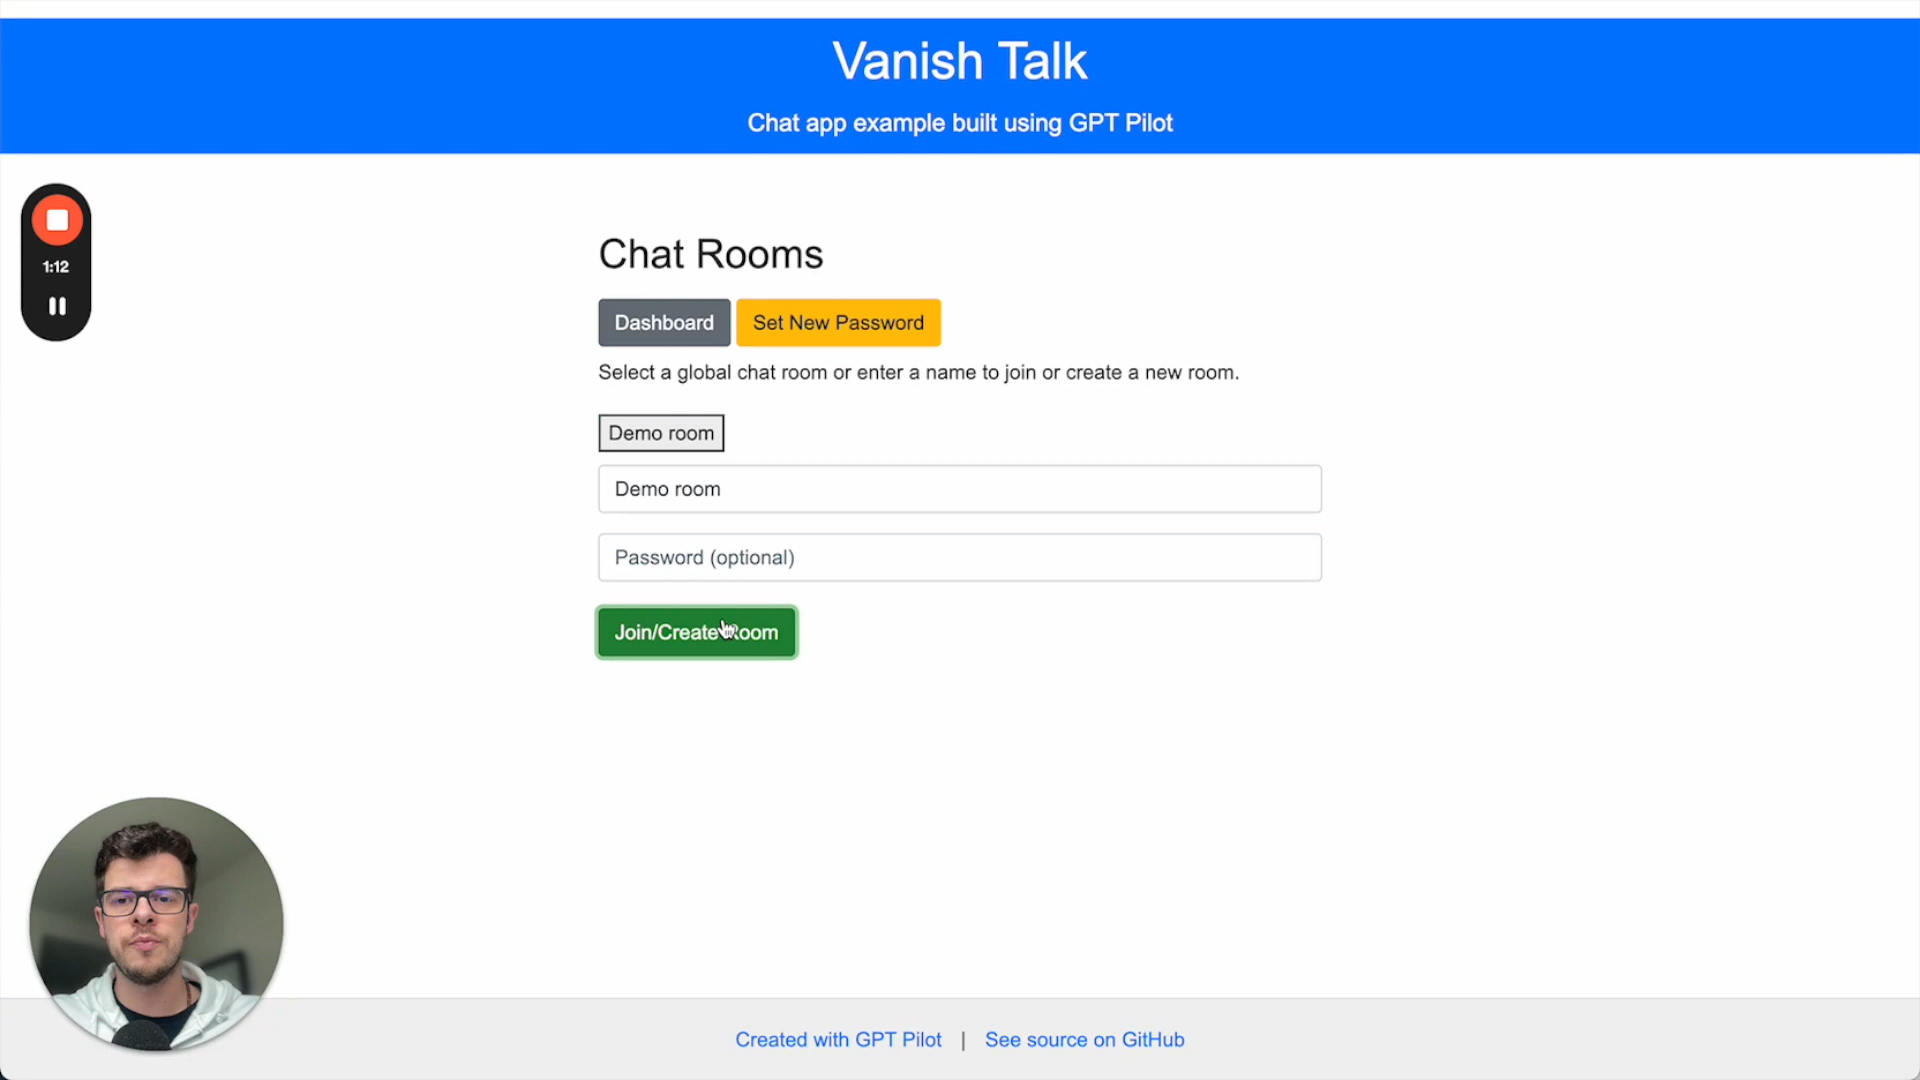 Vanish Talk
Chat app example built using GPT Pilot
1:12
Chat Rooms
Dashboard Set New Password
Select a global chat room or enter a name to join or create a new room.
Demo room
Demo room
Password (optional)
Join/Create Room
Created with GPT Pilot | See source on GitHub